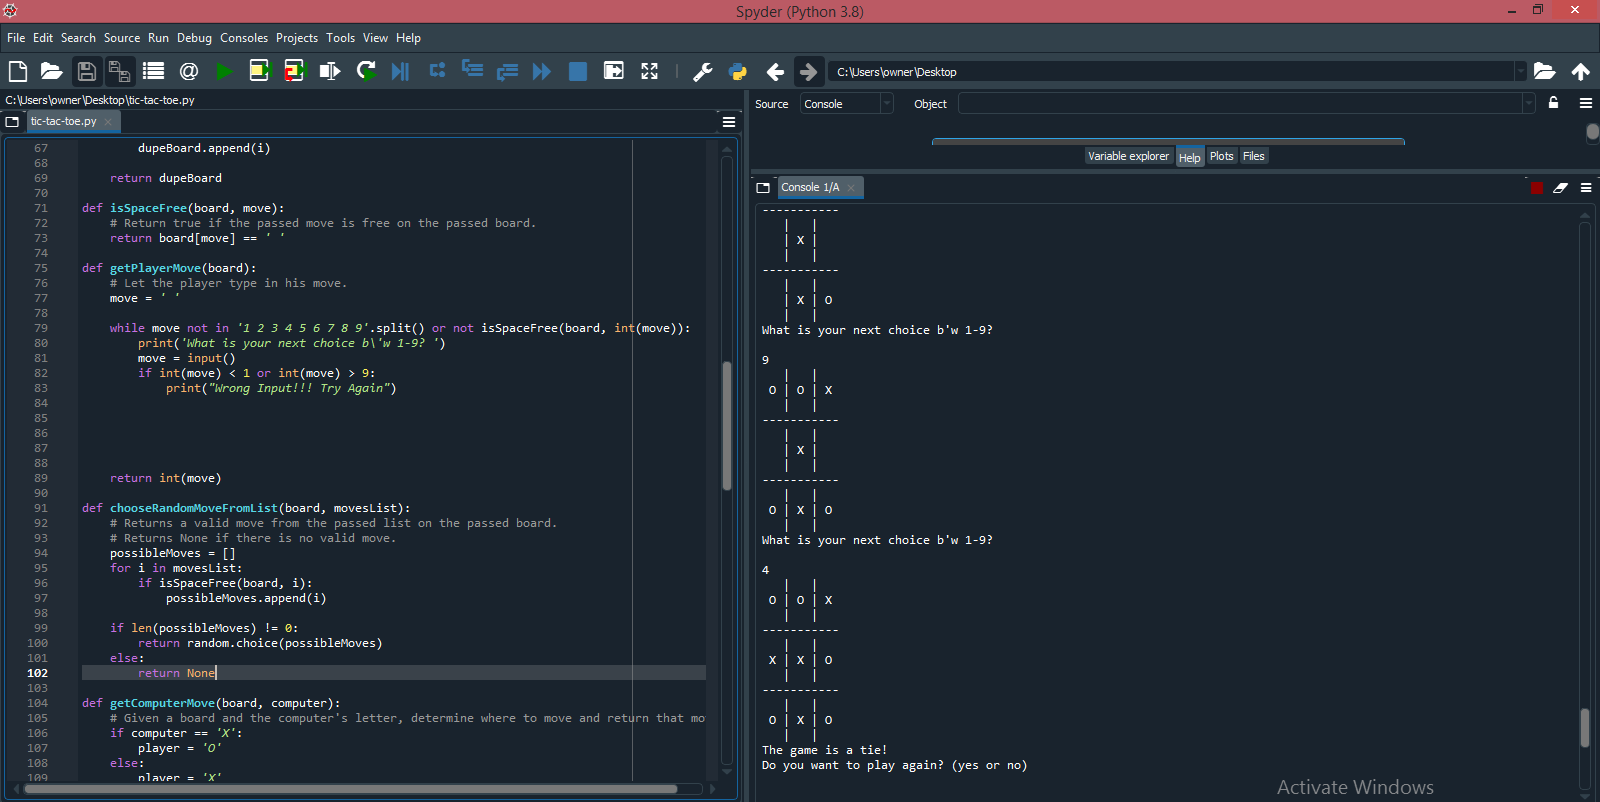 Spyder (Python 3.8)
File Edit Search Source Run Debug Consoles Projects Tools View Help
C:\Users\owner\Desktop
C:\Users\owner\Desktop\tic-tac-toe.py
tic-tac-toe.py
67 dupeBoard.append(i)
68
69 return dupeBoard
70
71 def isSpaceFree(board, move):
72 # Return true if the passed move is free on the passed board.
73 return board[move] == ' '
74
75 def getPlayerMove(board):
76 # Let the player type in his move.
77 move = ' '
78
79 while move not in '1 2 3 4 5 6 7 8 9'.split() or not isSpaceFree(board, int(move)):
80 print('What is your next choice b\'w 1-9? ')
81 move = input()
82 if int(move) < 1 or int(move) > 9:
83 print("Wrong Input!!! Try Again")
84
85
86
87
88
89 return int(move)
90
91 def chooseRandomMoveFromList(board, movesList):
92 # Returns a valid move from the passed list on the passed board.
93 # Returns None if there is no valid move.
94 possibleMoves = []
95 for i in movesList:
96 if isSpaceFree(board, i):
97 possibleMoves.append(i)
98
99 if len(possibleMoves) != 0:
100 return random.choice(possibleMoves)
101 else:
102 return None
103
104 def getComputerMove(board, computer):
105 # Given a board and the computer's letter, determine where to move and return that mo
106 if computer == 'X':
107 player = 'O'
108 else:
109 player = 'X'
Source Console Object
Variable explorer Help Plots Files
Console 1/A
-----------
| |
| X |
| |
-----------
| |
| X | O
| |
What is your next choice b'w 1-9?
9
| |
O | O | X
| |
-----------
| |
| X |
| |
-----------
| |
O | X | O
| |
What is your next choice b'w 1-9?
4
| |
O | O | X
| |
-----------
| |
X | X | O
| |
-----------
| |
O | X | O
| |
The game is a tie!
Do you want to play again? (yes or no)
Activate Windows